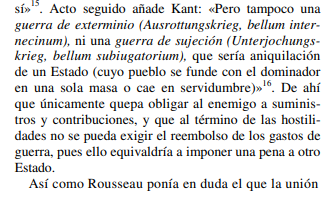 sí»15. Acto seguido añade Kant: «Pero tampoco una
guerra de exterminio (Ausrottungskrieg, bellum inter-
necinum), ni una guerra de sujeción (Unterjochungs-
krieg, bellum subiugatorium), que sería aniquilación
de un Estado (cuyo pueblo se funde con el dominador
en una sola masa o cae en servidumbre)»16. De ahí
que únicamente quepa obligar al enemigo a suminis-
tros y contribuciones, y que al término de las hostili-
dades no se pueda exigir el reembolso de los gastos de
guerra, pues ello equivaldría a imponer una pena a otro
Estado.
Así como Rousseau ponía en duda el que la unión